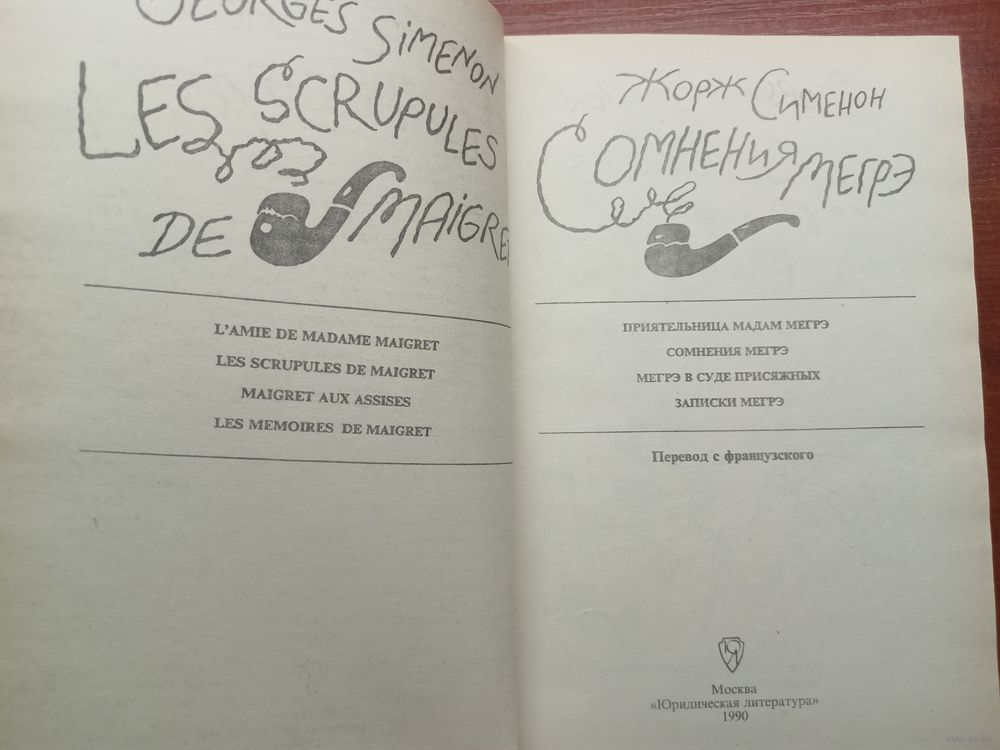 GEORGES SIMENON
LES SCRUPULES
DE MAIGRET
L'AMIE DE MADAME MAIGRET
LES SCRUPULES DE MAIGRET
MAIGRET AUX ASSISES
LES MEMOIRES DE MAIGRET
ЖОРЖ СИМЕНОН
СОМНЕНИЯ
МЕГРЭ
ПРИЯТЕЛЬНИЦА МАДАМ МЕГРЭ
СОМНЕНИЯ МЕГРЭ
МЕГРЭ В СУДЕ ПРИСЯЖНЫХ
ЗАПИСКИ МЕГРЭ
Перевод с французского
Москва
«Юридическая литература»
1990